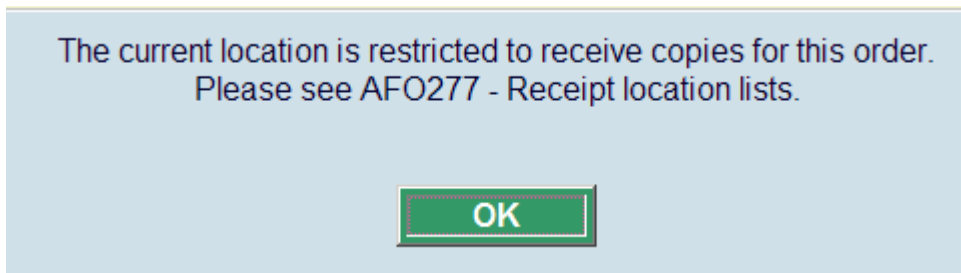 The current location is restricted to receive copies for this order.
Please see AFO277 - Receipt location lists.
OK